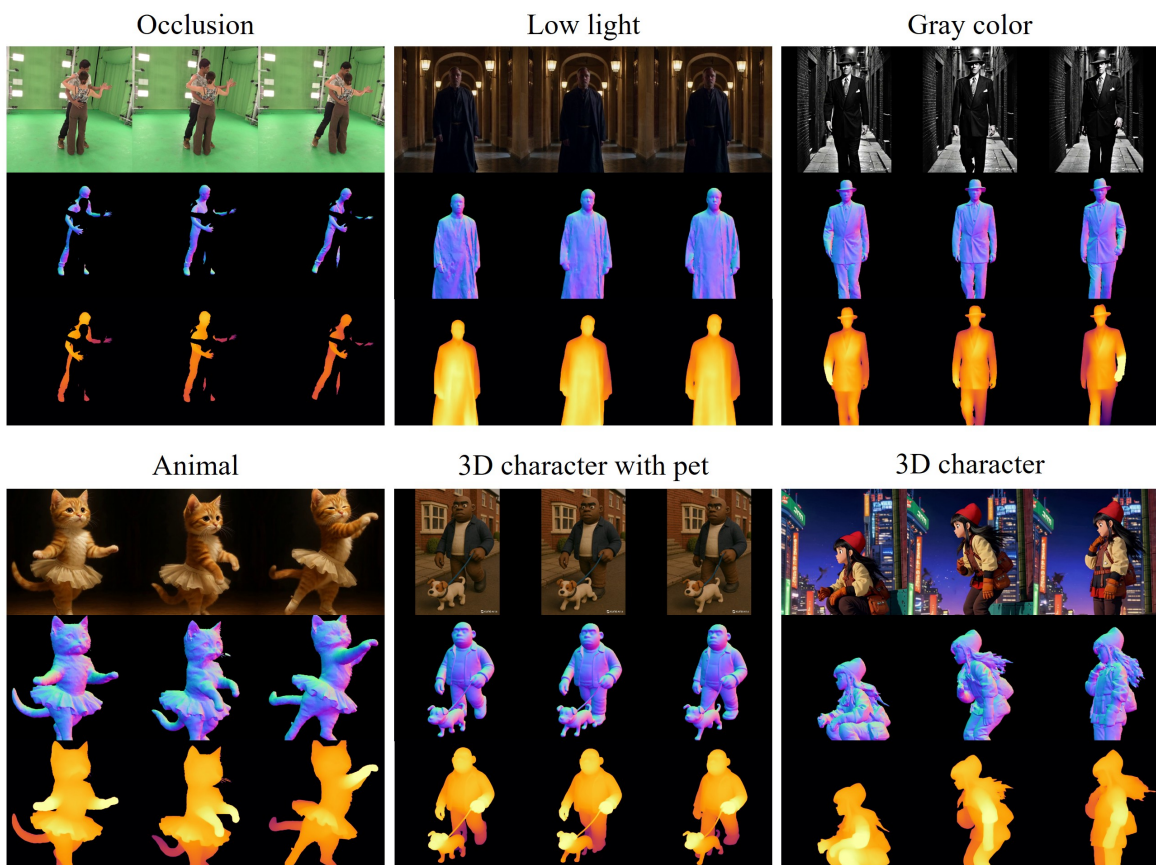 Occlusion
Low light
Gray color
Animal
3D character with pet
3D character